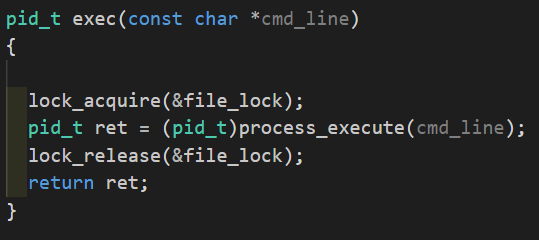 pid_t exec(const char *cmd_line)
{
lock_acquire(&file_lock);
pid_t ret = (pid_t)process_execute(cmd_line);
lock_release(&file_lock);
return ret;
}